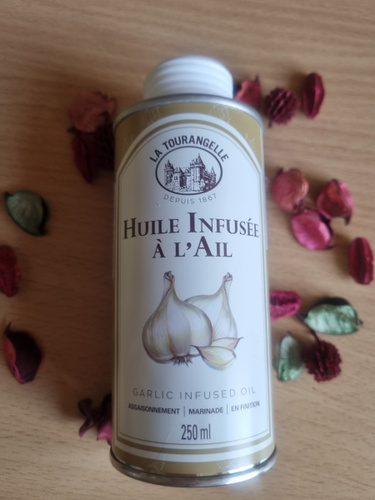 LA TOURANGELLE
DEPUIS 1867
HUILE INFUSÉE
À L'AIL
GARLIC INFUSED OIL
ASSAISONNEMENT | MARINADE | EN FINITION
250 ml